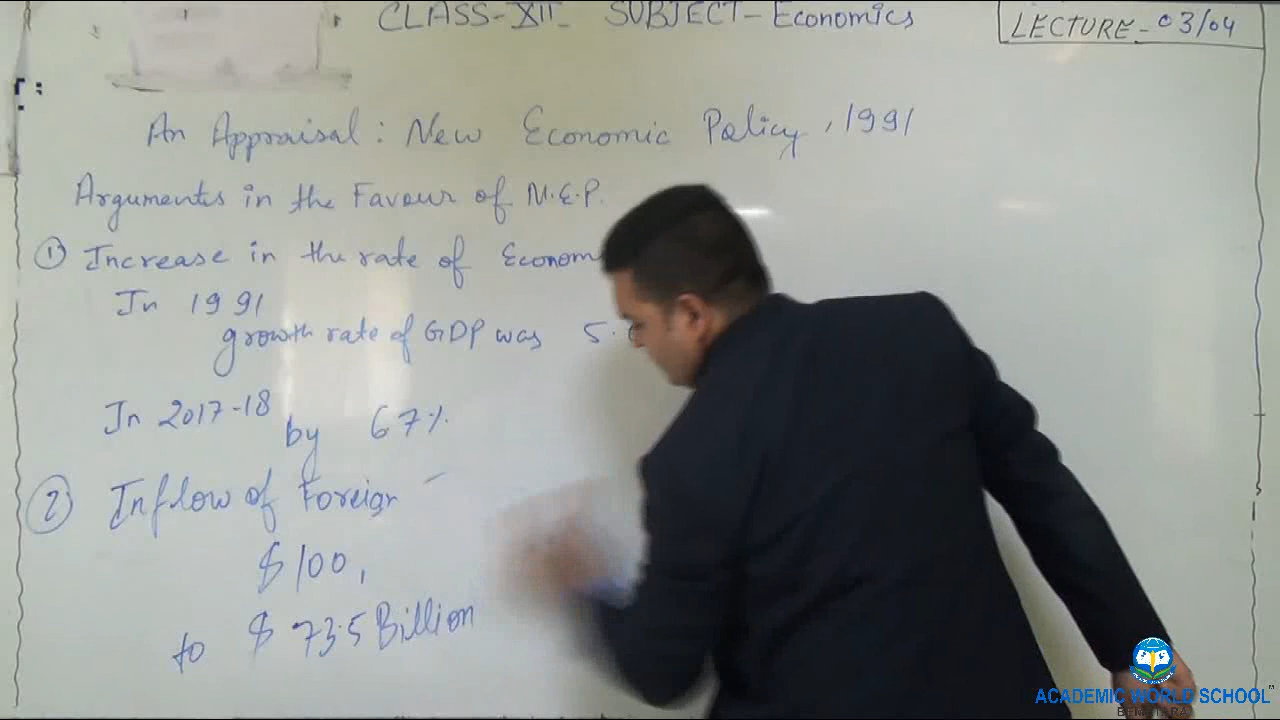 CLASS-XII SUBJECT-Economics
LECTURE-03/04
An Appraisal: New Economic Policy, 1991
Arguments in the Favour of N.E.P.
① Increase in the rate of Econom
In 1991
growth rate of GDP was 5.
In 2017-18
by 67%
② Inflow of Foreign
$100,
to $ 73.5 Billion
ACADEMIC WORLD SCHOOL